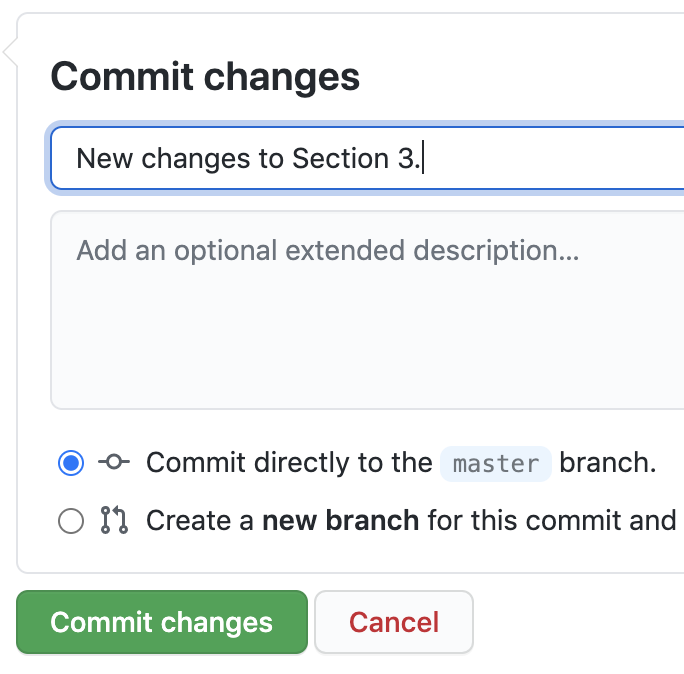 Commit changes
New changes to Section 3.
Add an optional extended description...
Commit directly to the master branch.
Create a new branch for this commit and
Commit changes
Cancel